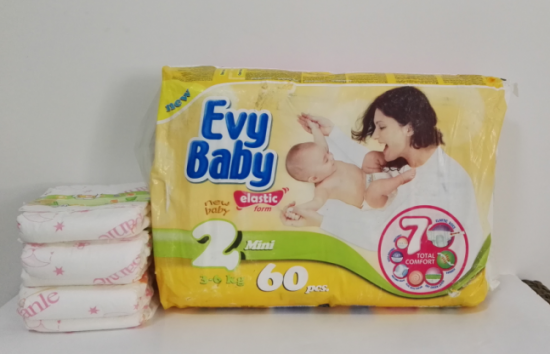 New
Evy
Baby
new
baby
elastic
form
2 Mini
3-6 kg
60 pcs.
7
TOTAL
COMFORT